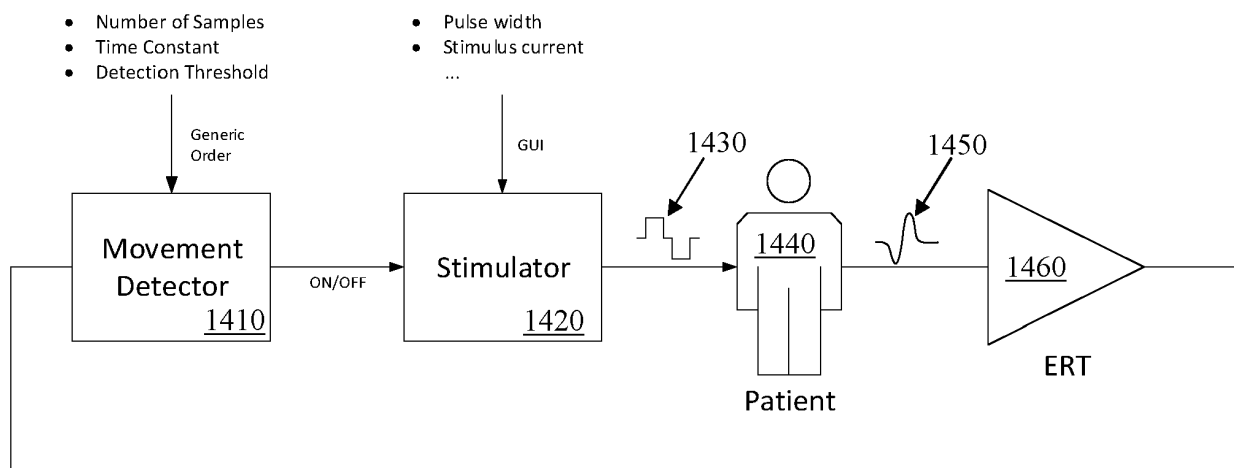 • Number of Samples
• Time Constant
• Detection Threshold
• Pulse width
• Stimulus current
...
Generic
Order
GUI
1430
1450
Movement
Detector
1410
ON/OFF
Stimulator
1420
1440
Patient
1460
ERT